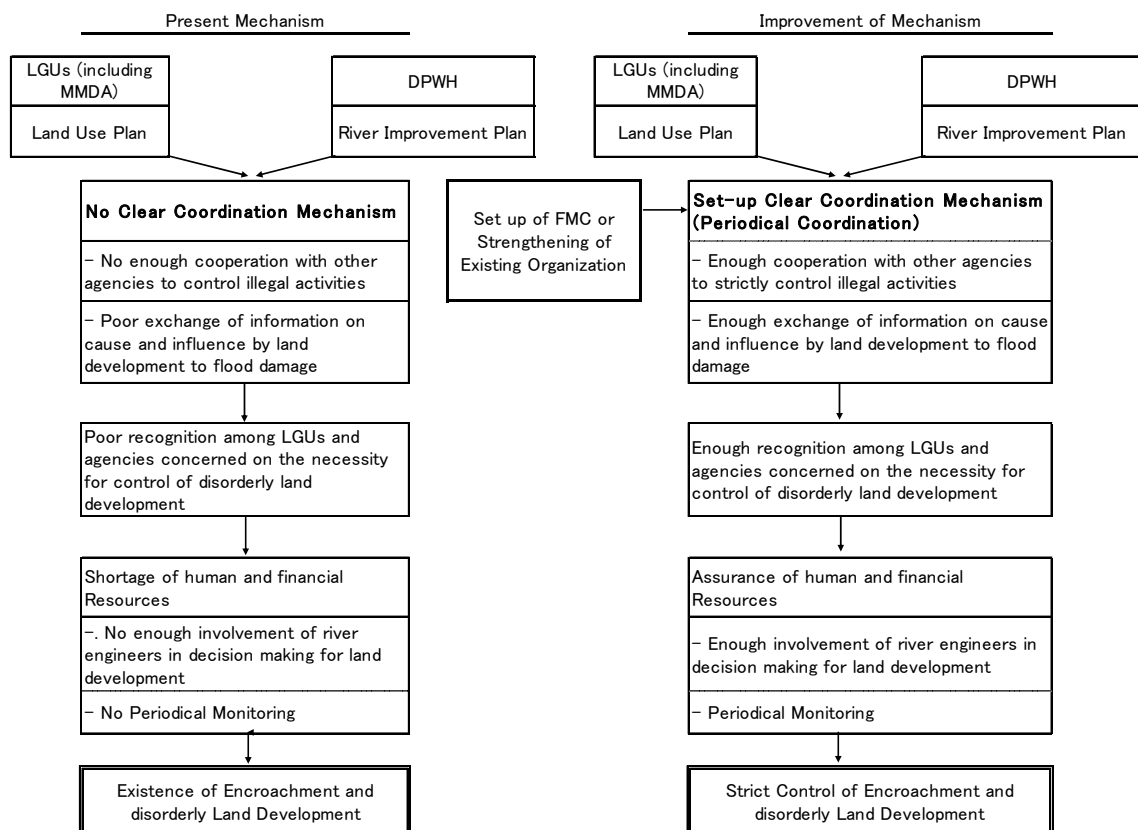 Present Mechanism
LGUs (including
MMDA)
Land Use Plan
DPWH
River Improvement Plan
No Clear Coordination Mechanism
- No enough cooperation with other
agencies to control illegal activities
- Poor exchange of information on
cause and influence by land
development to flood damage
Poor recognition among LGUs and
agencies concerned on the necessity
for control of disorderly land
development
Shortage of human and financial
Resources
-. No enough involvement of river
engineers in decision making for land
development
- No Periodical Monitoring
Existence of Encroachment and
disorderly Land Development
Improvement of Mechanism
LGUs (including
MMDA)
Land Use Plan
DPWH
River Improvement Plan
Set up of FMC or
Strengthening of
Existing Organization
Set-up Clear Coordination Mechanism
(Periodical Coordination)
- Enough cooperation with other agencies
to strictly control illegal activities
- Enough exchange of information on cause
and influence by land development to flood
damage
Enough recognition among LGUs and
agencies concerned on the necessity for
control of disorderly land development
Assurance of human and financial
Resources
- Enough involvement of river engineers in
decision making for land development
- Periodical Monitoring
Strict Control of Encroachment and
disorderly Land Development